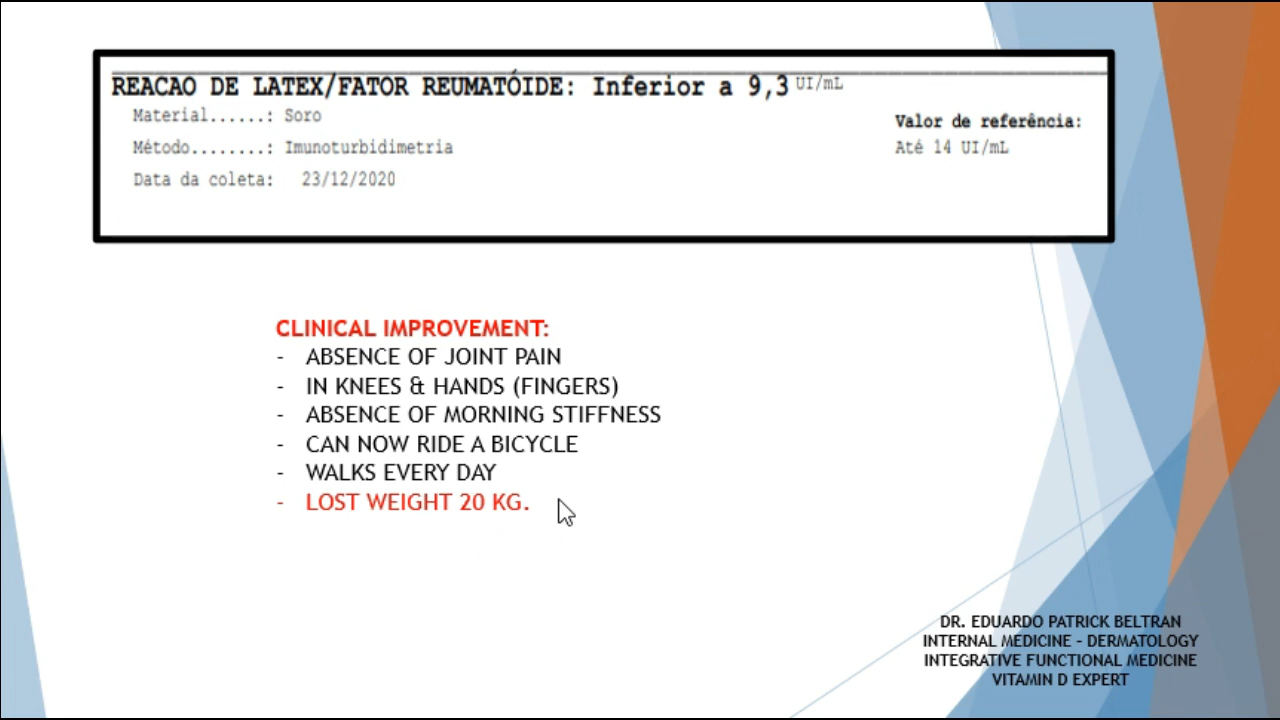 REACAO DE LATEX/FATOR REUMATÓIDE: Inferior a 9,3 UI/mL
Material......: Soro
Valor de referência:
Método........: Imunoturbidimetria
Até 14 UI/mL
Data da coleta: 23/12/2020
CLINICAL IMPROVEMENT:
- ABSENCE OF JOINT PAIN
- IN KNEES & HANDS (FINGERS)
- ABSENCE OF MORNING STIFFNESS
- CAN NOW RIDE A BICYCLE
- WALKS EVERY DAY
- LOST WEIGHT 20 KG.
DR. EDUARDO PATRICK BELTRAN
INTERNAL MEDICINE - DERMATOLOGY
INTEGRATIVE FUNCTIONAL MEDICINE
VITAMIN D EXPERT